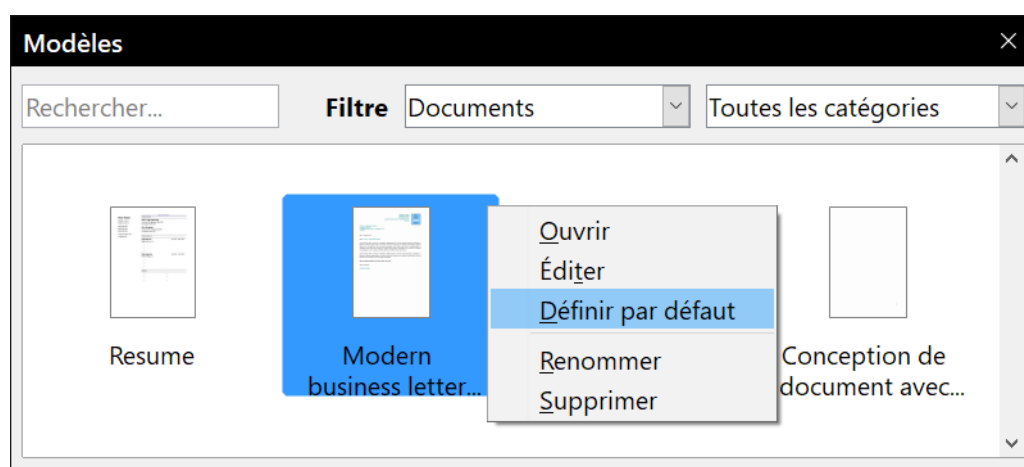 Modèles
Rechercher...
Filtre
Documents
Toutes les catégories
Ouvrir
Éditer
Définir par défaut
Renommer
Supprimer
Resume
Modern
business letter...
Conception de
document avec...